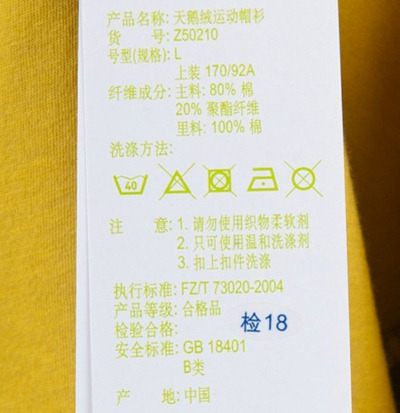 产品名称: 天鹅绒运动帽衫
货 号: Z50210
号型(规格): L
上装 170/92A
纤维成分: 主料: 80% 棉
20% 聚酯纤维
里料: 100% 棉
洗涤方法:
40
注 意: 1. 请勿使用织物柔软剂
2. 只可使用温和洗涤剂
3. 扣上扣件洗涤
执行标准: FZ/T 73020-2004
产品等级: 合格品
检验合格: 检18
安全标准: GB 18401
B类
产 地: 中国